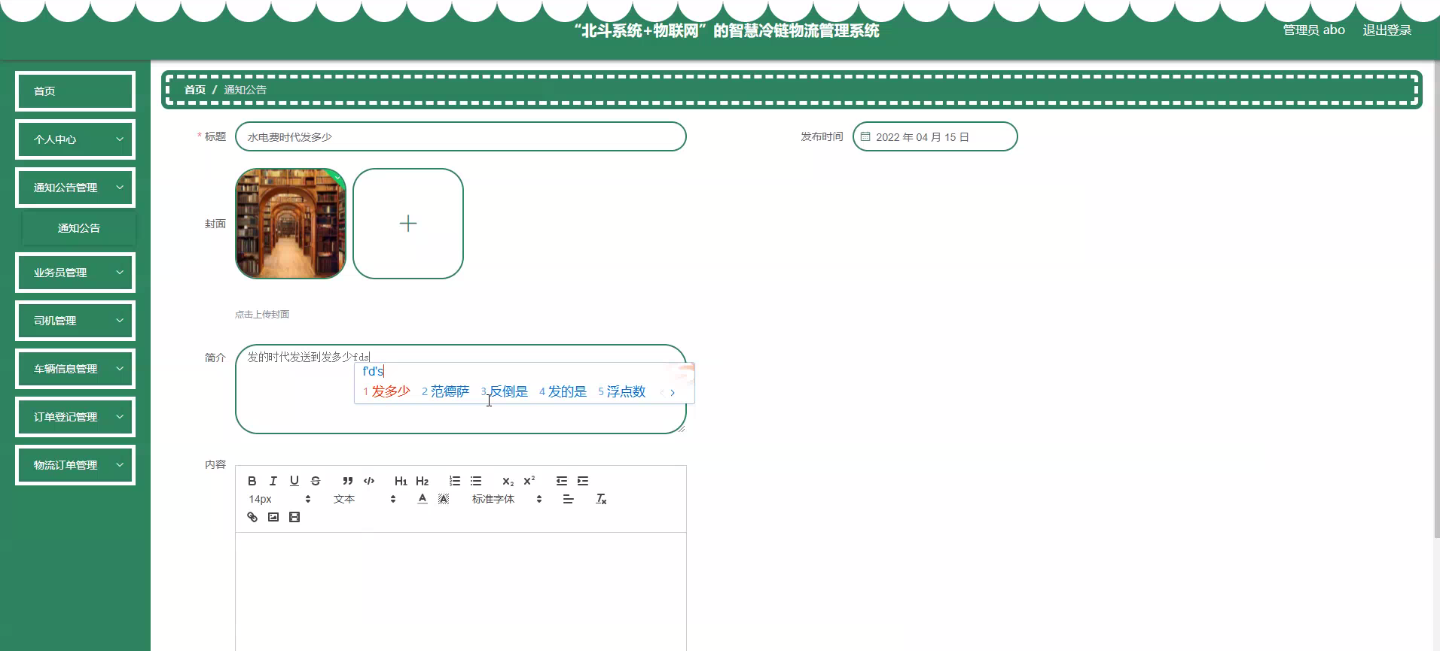 “北斗系统+物联网”的智慧冷链物流管理系统
管理员 abo 退出登录
首页
个人中心
通知公告管理
通知公告
业务员管理
司机管理
车辆信息管理
订单登记管理
物流订单管理
首页 / 通知公告
* 标题 水电费时代发多少
发布时间 2022 年 04 月 15 日
封面
点击上传封面
简介 发的时代发送到发多少fds
f'd's
1 发多少 2 范德萨 3 反倒是 4 发的是 5 浮点数
内容
B I U S H1 H2 X₂ X²
14px 文本 A A 标准字体 Tx